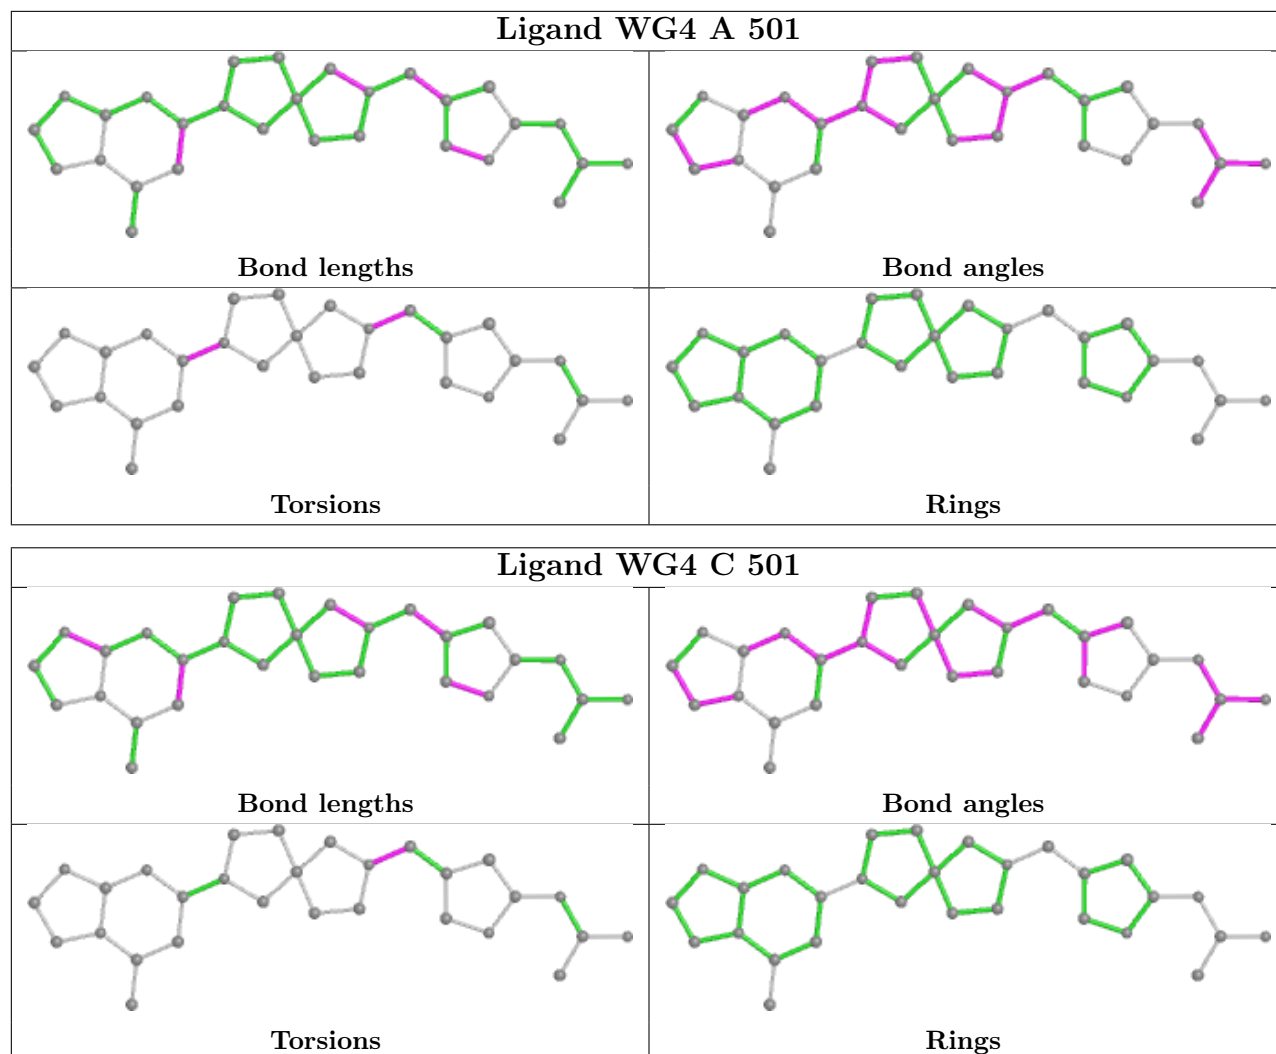 Ligand WG4 A 501
Bond lengths
Bond angles
Torsions
Rings
Ligand WG4 C 501
Bond lengths
Bond angles
Torsions
Rings